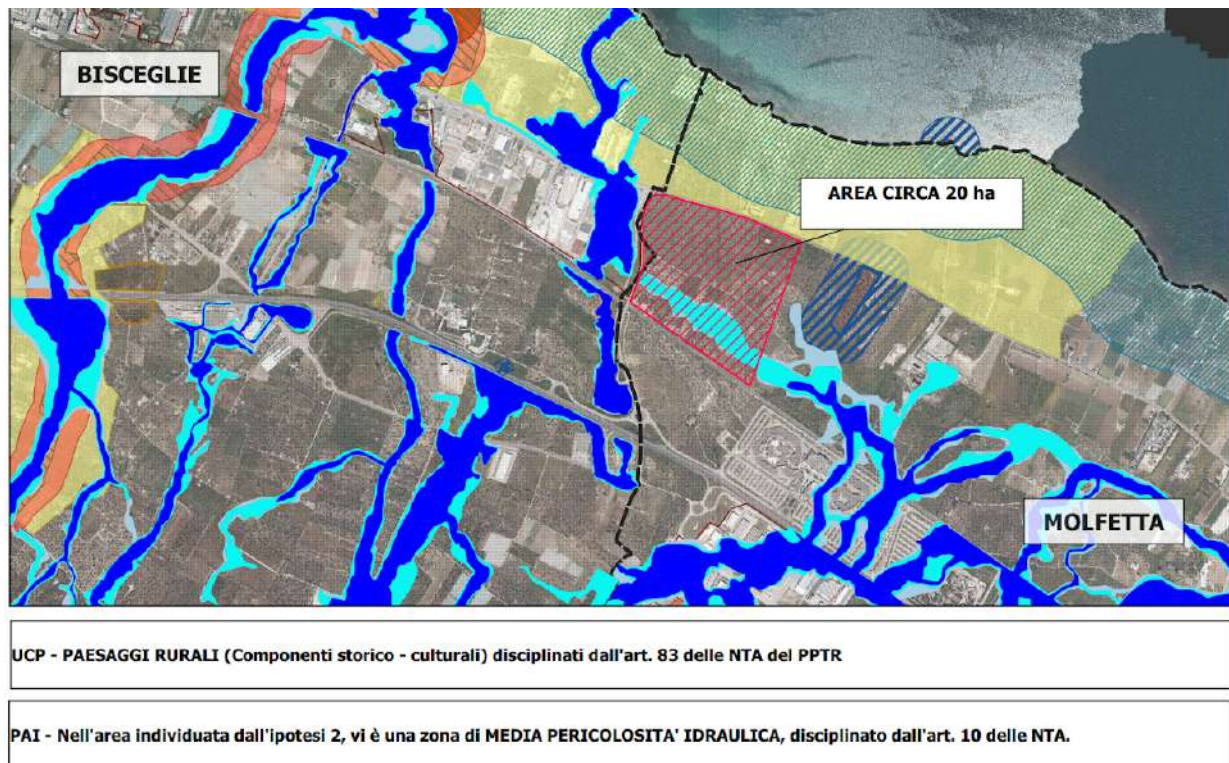 BISCEGLIE
AREA CIRCA 20 ha
MOLFETTA
UCP - PAESAGGI RURALI (Componenti storico - culturali) disciplinati dall'art. 83 delle NTA del PPTR
PAI - Nell'area individuata dall'ipotesi 2, vi è una zona di MEDIA PERICOLOSITA' IDRAULICA, disciplinato dall'art. 10 delle NTA.